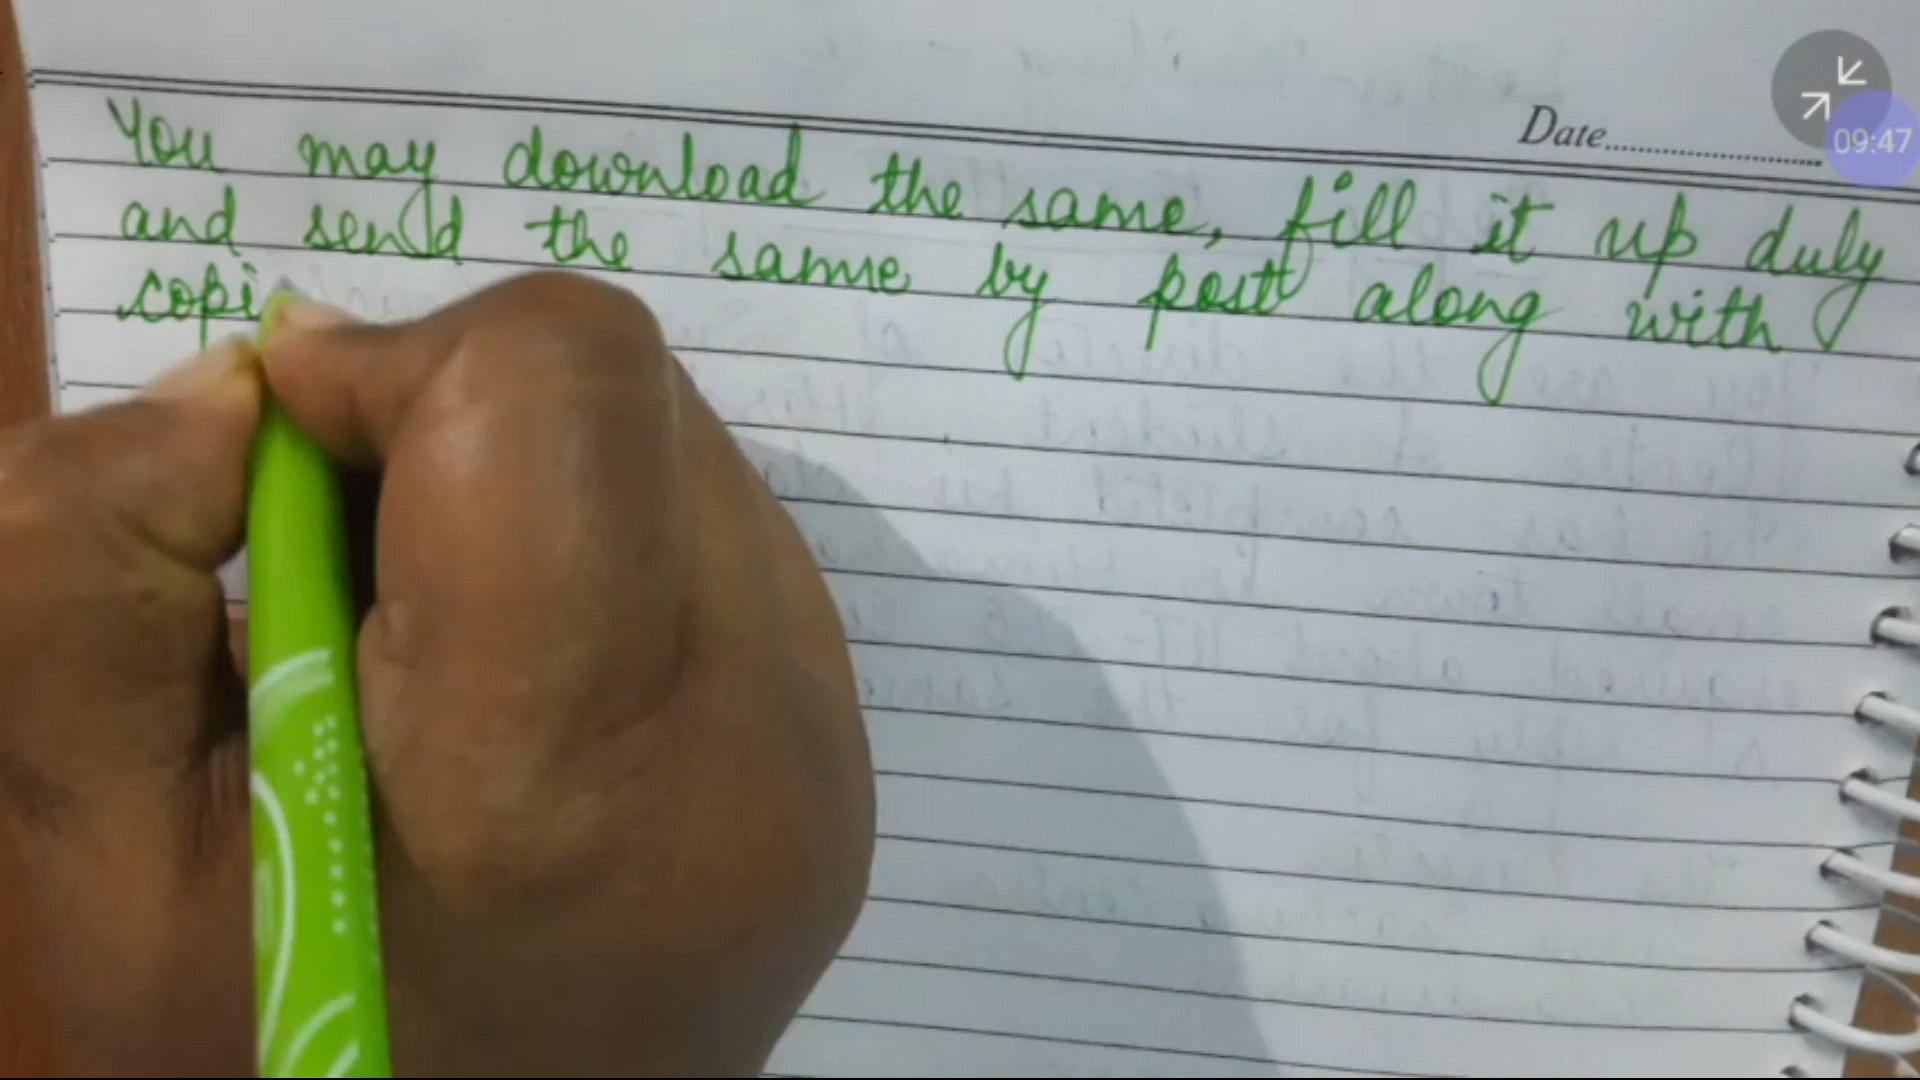 Date
09:47
You may download the same, fill it up duly
and send the same by post along with
copi